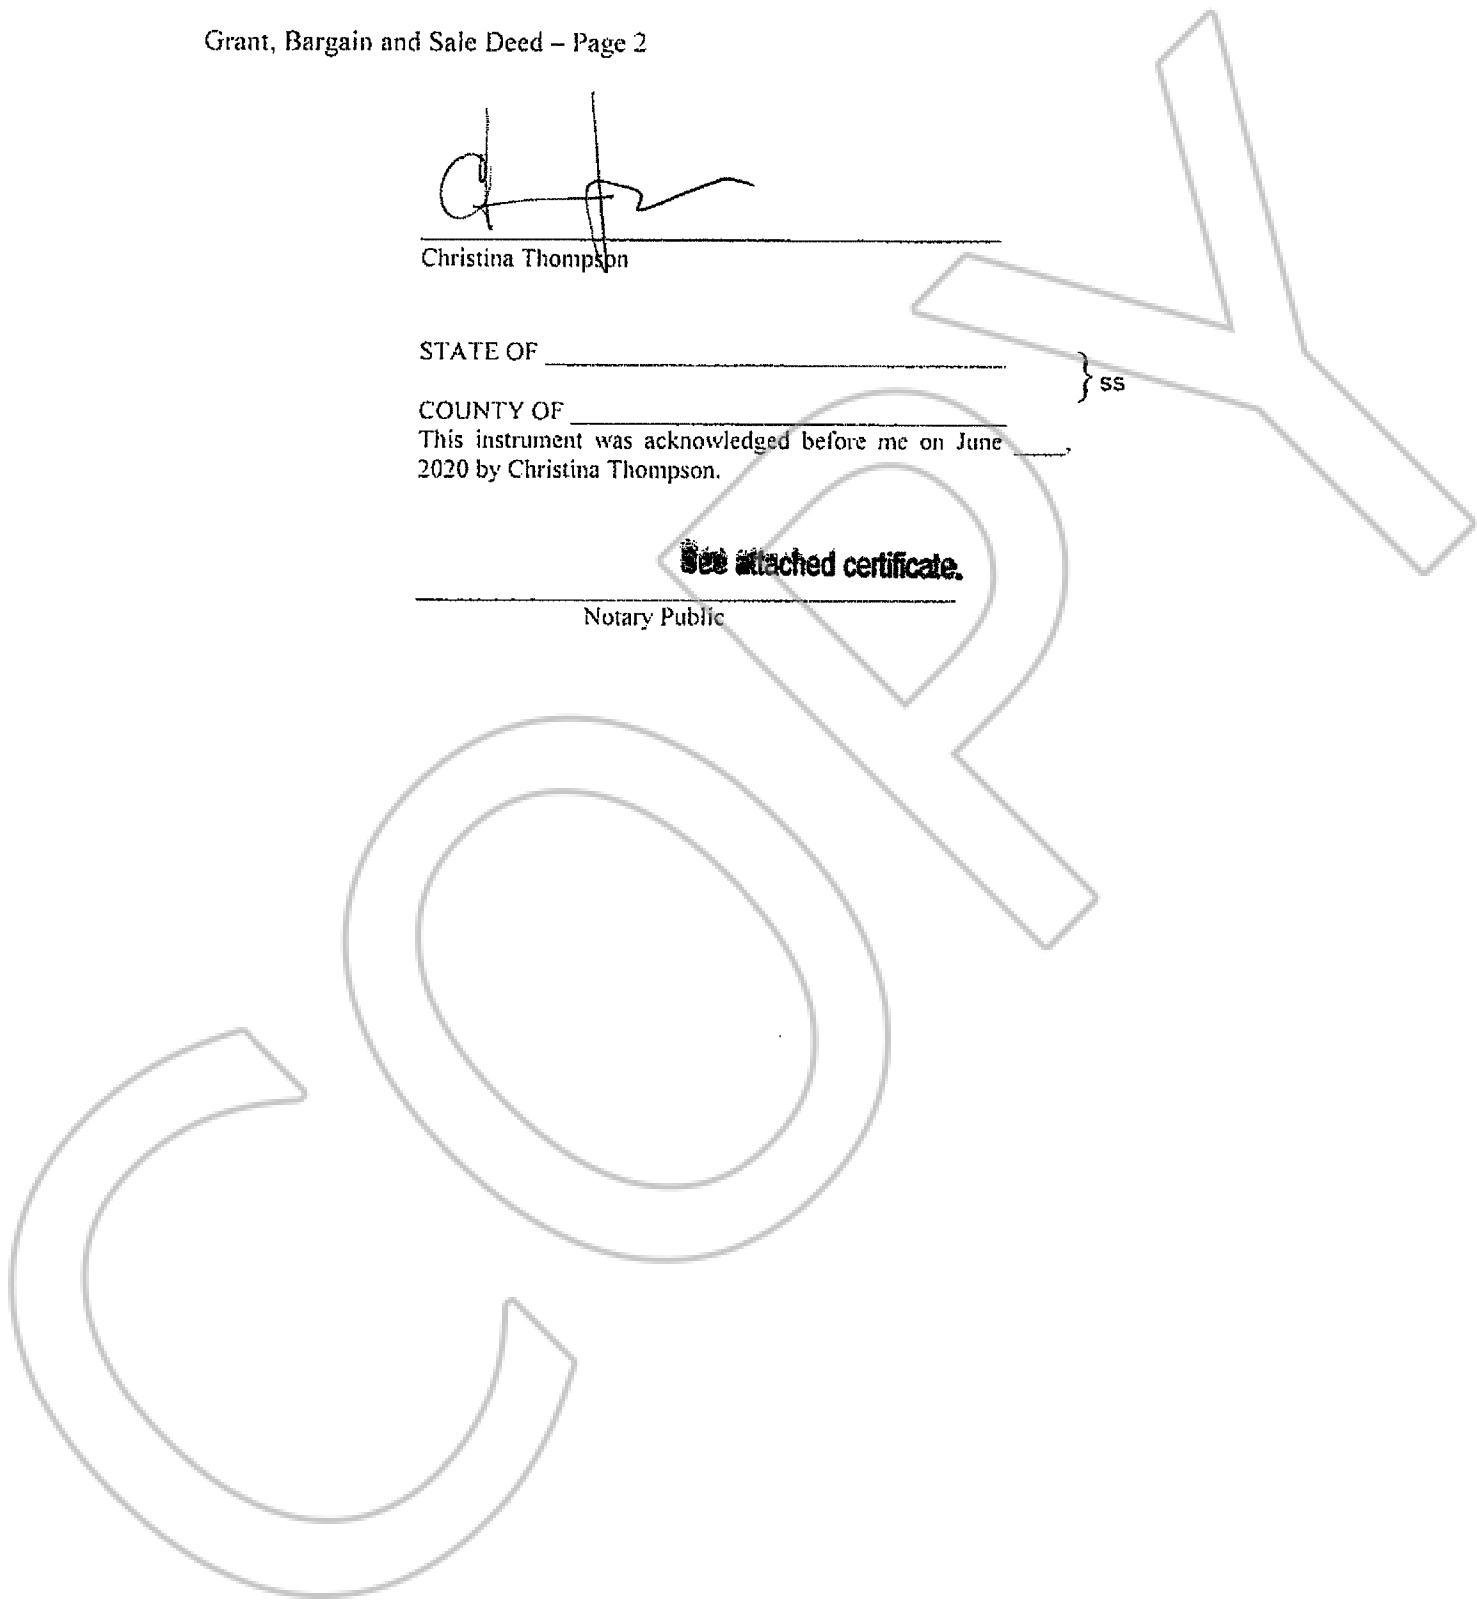 Grant, Bargain and Sale Deed – Page 2
Christina Thompson
STATE OF
} ss
COUNTY OF
This instrument was acknowledged before me on June ____,
2020 by Christina Thompson.
See attached certificate.
Notary Public
COPY